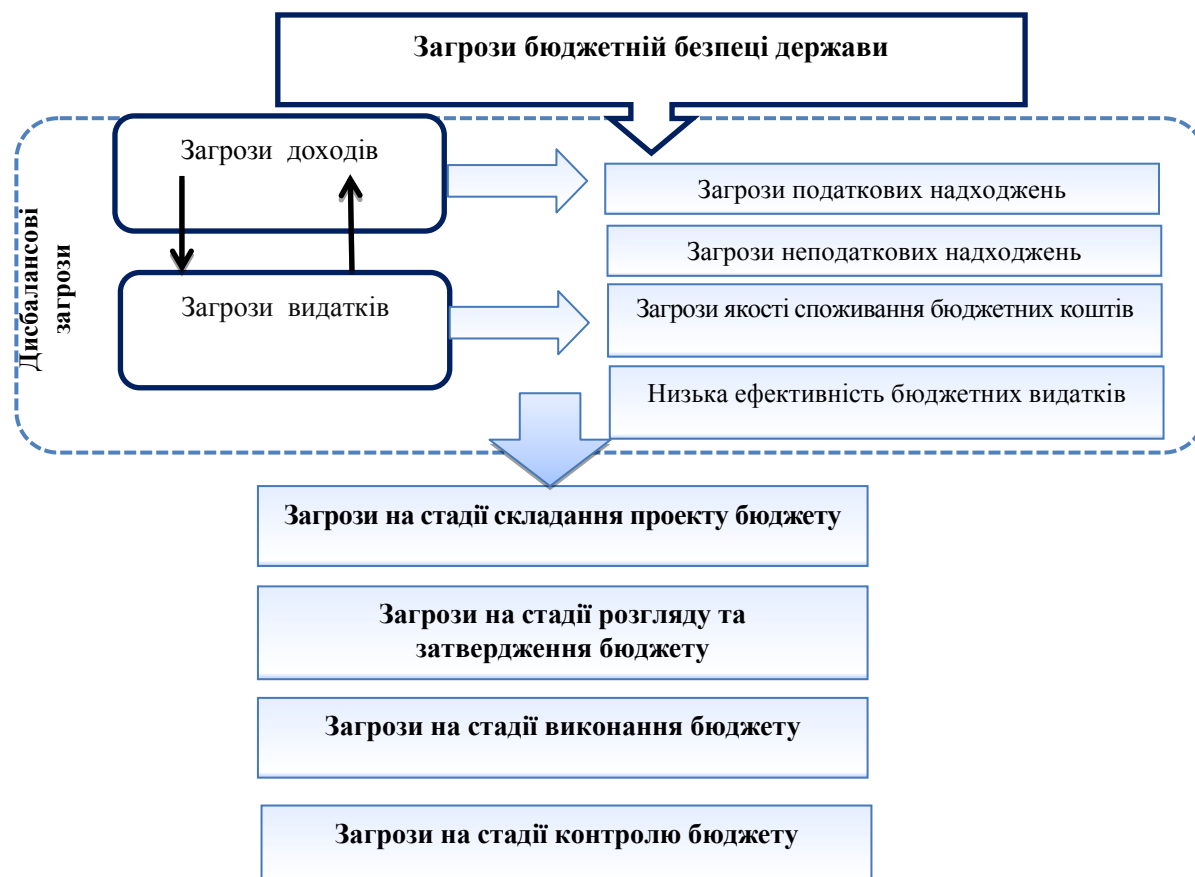 Загрози бюджетній безпеці держави
Дисбалансові
загрози
Загрози доходів
Загрози видатків
Загрози податкових надходжень
Загрози неподаткових надходжень
Загрози якості споживання бюджетних коштів
Низька ефективність бюджетних видатків
Загрози на стадії складання проекту бюджету
Загрози на стадії розгляду та
затвердження бюджету
Загрози на стадії виконання бюджету
Загрози на стадії контролю бюджету